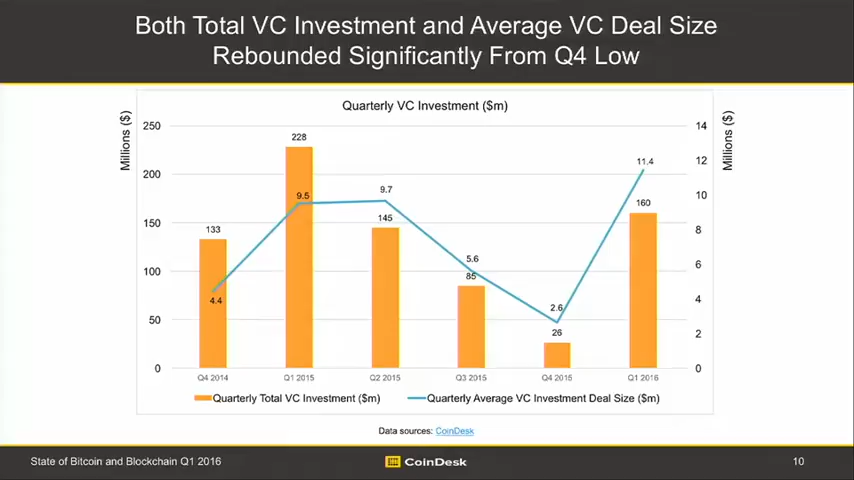 Both Total VC Investment and Average VC Deal Size
Rebounded Significantly From Q4 Low
Quarterly VC Investment ($m)
Millions ($)
Millions ($)
250
200
150
100
50
0
14
12
10
8
6
4
2
0
133
228
145
85
26
160
4.4
9.5
9.7
5.6
2.6
11.4
Q4 2014
Q1 2015
Q2 2015
Q3 2015
Q4 2015
Q1 2016
Quarterly Total VC Investment ($m)
Quarterly Average VC Investment Deal Size ($m)
Data sources: CoinDesk
State of Bitcoin and Blockchain Q1 2016
CoinDesk
10